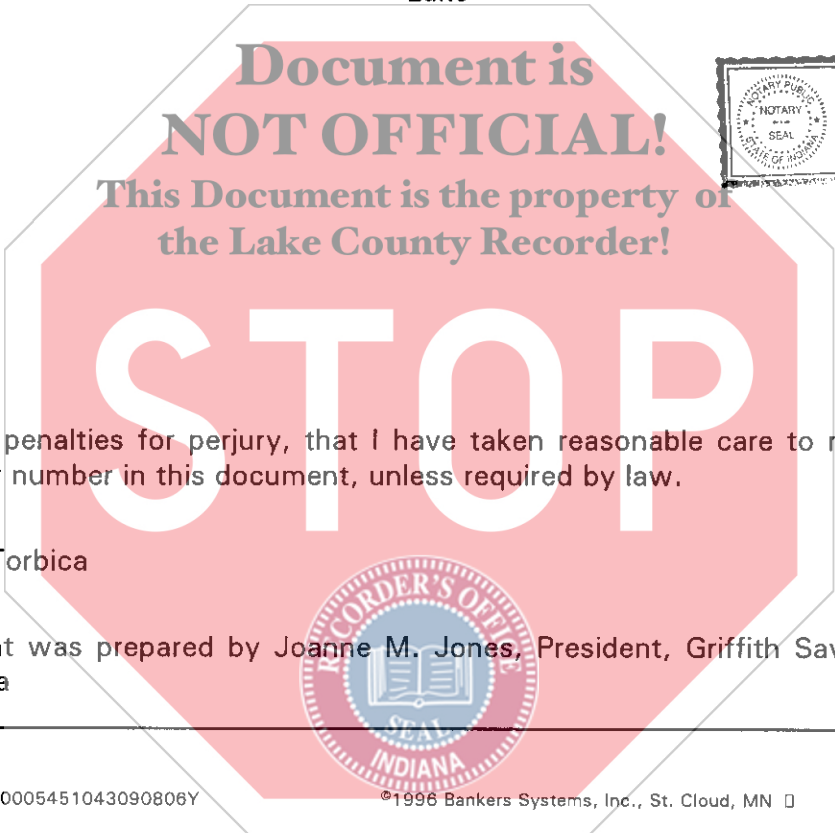 Document is
NOT OFFICIAL!
NOTARY PUBLIC
NOTARY
SEAL
STATE OF INDIANA
This Document is the property of
the Lake County Recorder!
STOP
penalties for perjury, that I have taken reasonable care to
number in this document, unless required by law.
orbica
was prepared by Joanne M. Jones, President, Griffith Sav
RECORDER'S OFFICE
SEAL
INDIANA
0005451043090806Y
©1996 Bankers Systems, Inc., St. Cloud, MN